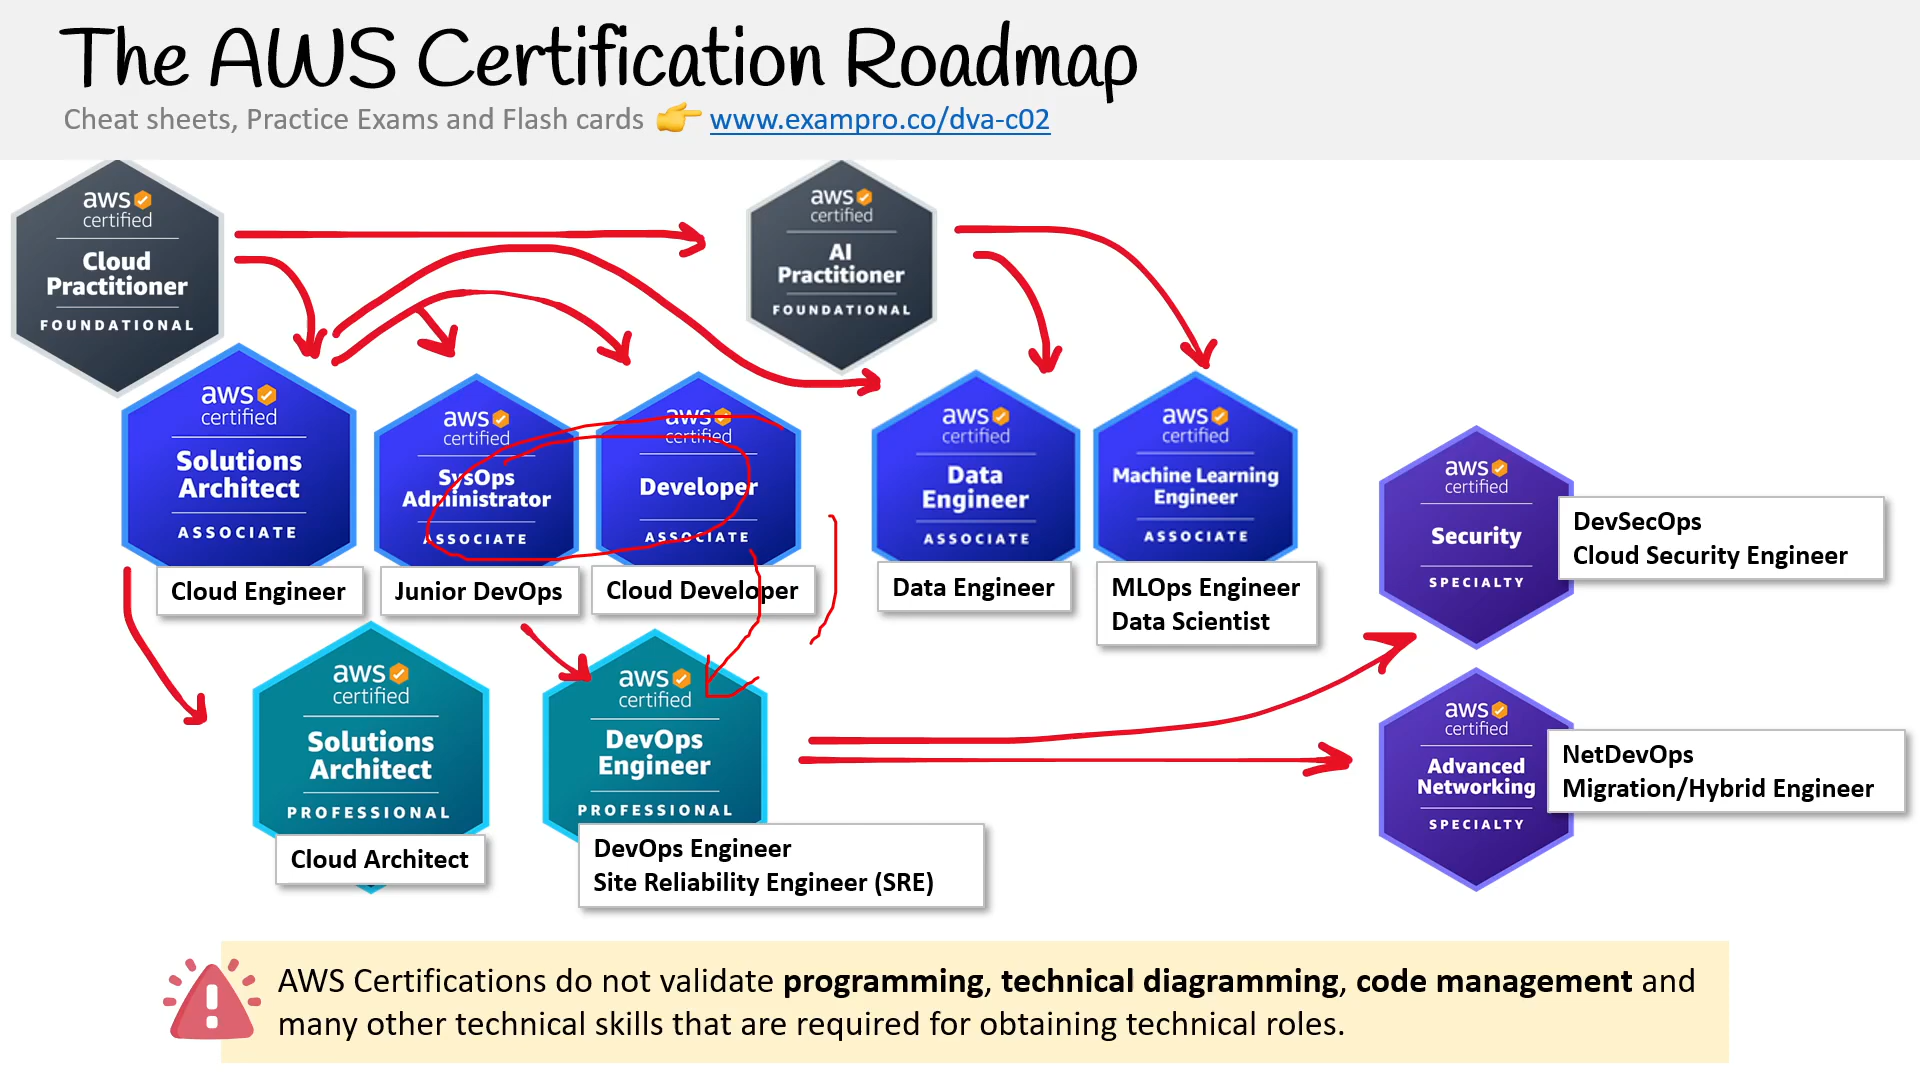 The AWS Certification Roadmap
Cheat sheets, Practice Exams and Flash cards 👉 www.exampro.co/dva-c02
aws
certified
Cloud
Practitioner
FOUNDATIONAL
aws
certified
AI
Practitioner
FOUNDATIONAL
aws
certified
Solutions
Architect
ASSOCIATE
Cloud Engineer
aws
certified
SysOps
Administrator
ASSOCIATE
Junior DevOps
aws
certified
Developer
ASSOCIATE
Cloud Developer
aws
certified
Data
Engineer
ASSOCIATE
Data Engineer
aws
certified
Machine Learning
Engineer
ASSOCIATE
MLOps Engineer
Data Scientist
aws
certified
Security
SPECIALTY
DevSecOps
Cloud Security Engineer
aws
certified
Solutions
Architect
PROFESSIONAL
Cloud Architect
aws
certified
DevOps
Engineer
PROFESSIONAL
DevOps Engineer
Site Reliability Engineer (SRE)
aws
certified
Advanced
Networking
SPECIALTY
NetDevOps
Migration/Hybrid Engineer
AWS Certifications do not validate programming, technical diagramming, code management and
many other technical skills that are required for obtaining technical roles.